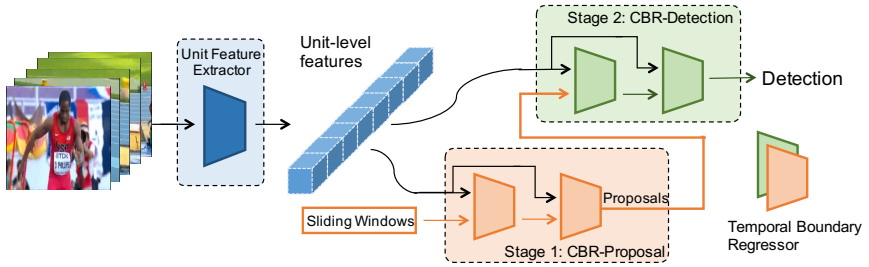 Stage 2: CBR-Detection
Unit Feature
Extractor
Unit-level
features
Detection
Sliding Windows
Proposals
Stage 1: CBR-Proposal
Temporal Boundary
Regressor